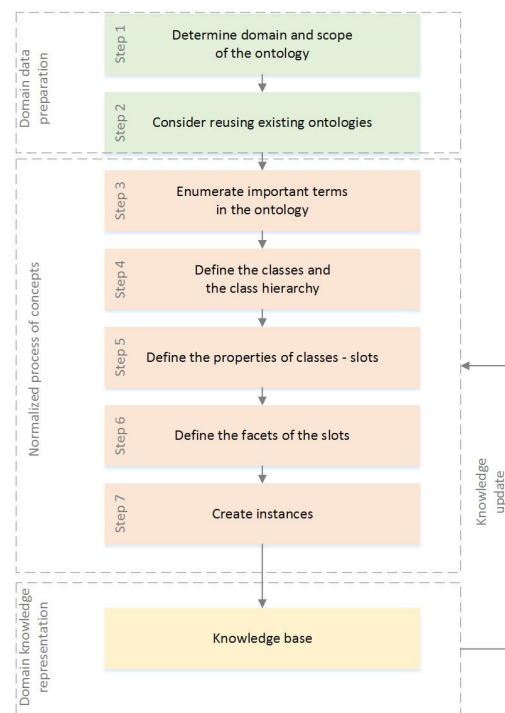 Domain data
preparation
Step 1
Determine domain and scope
of the ontology
Step 2
Consider reusing existing ontologies
Normalized process of concepts
Step 3
Enumerate important terms
in the ontology
Step 4
Define the classes and
the class hierarchy
Step 5
Define the properties of classes - slots
Step 6
Define the facets of the slots
Step 7
Create instances
Knowledge
update
Domain knowledge
representation
Knowledge base